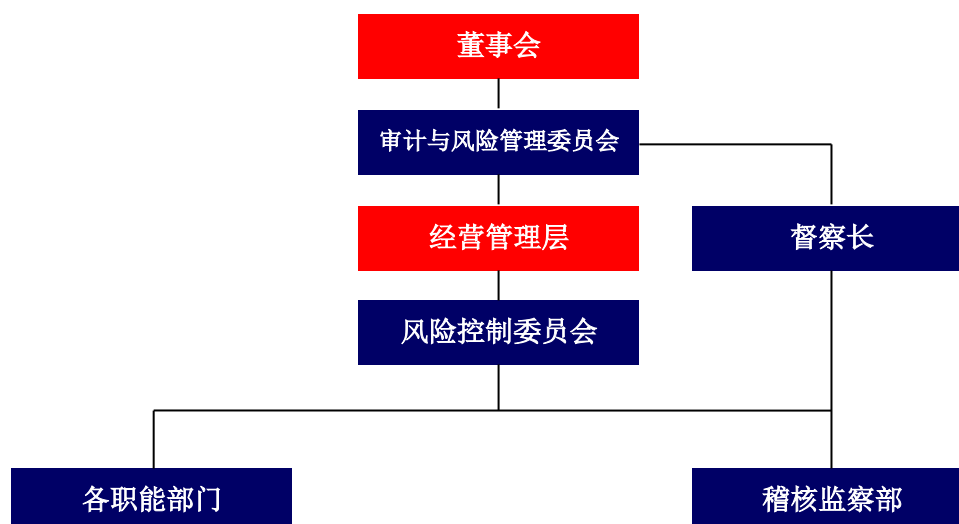 董事会
审计与风险管理委员会
经营管理层
督察长
风险控制委员会
各职能部门
稽核监察部